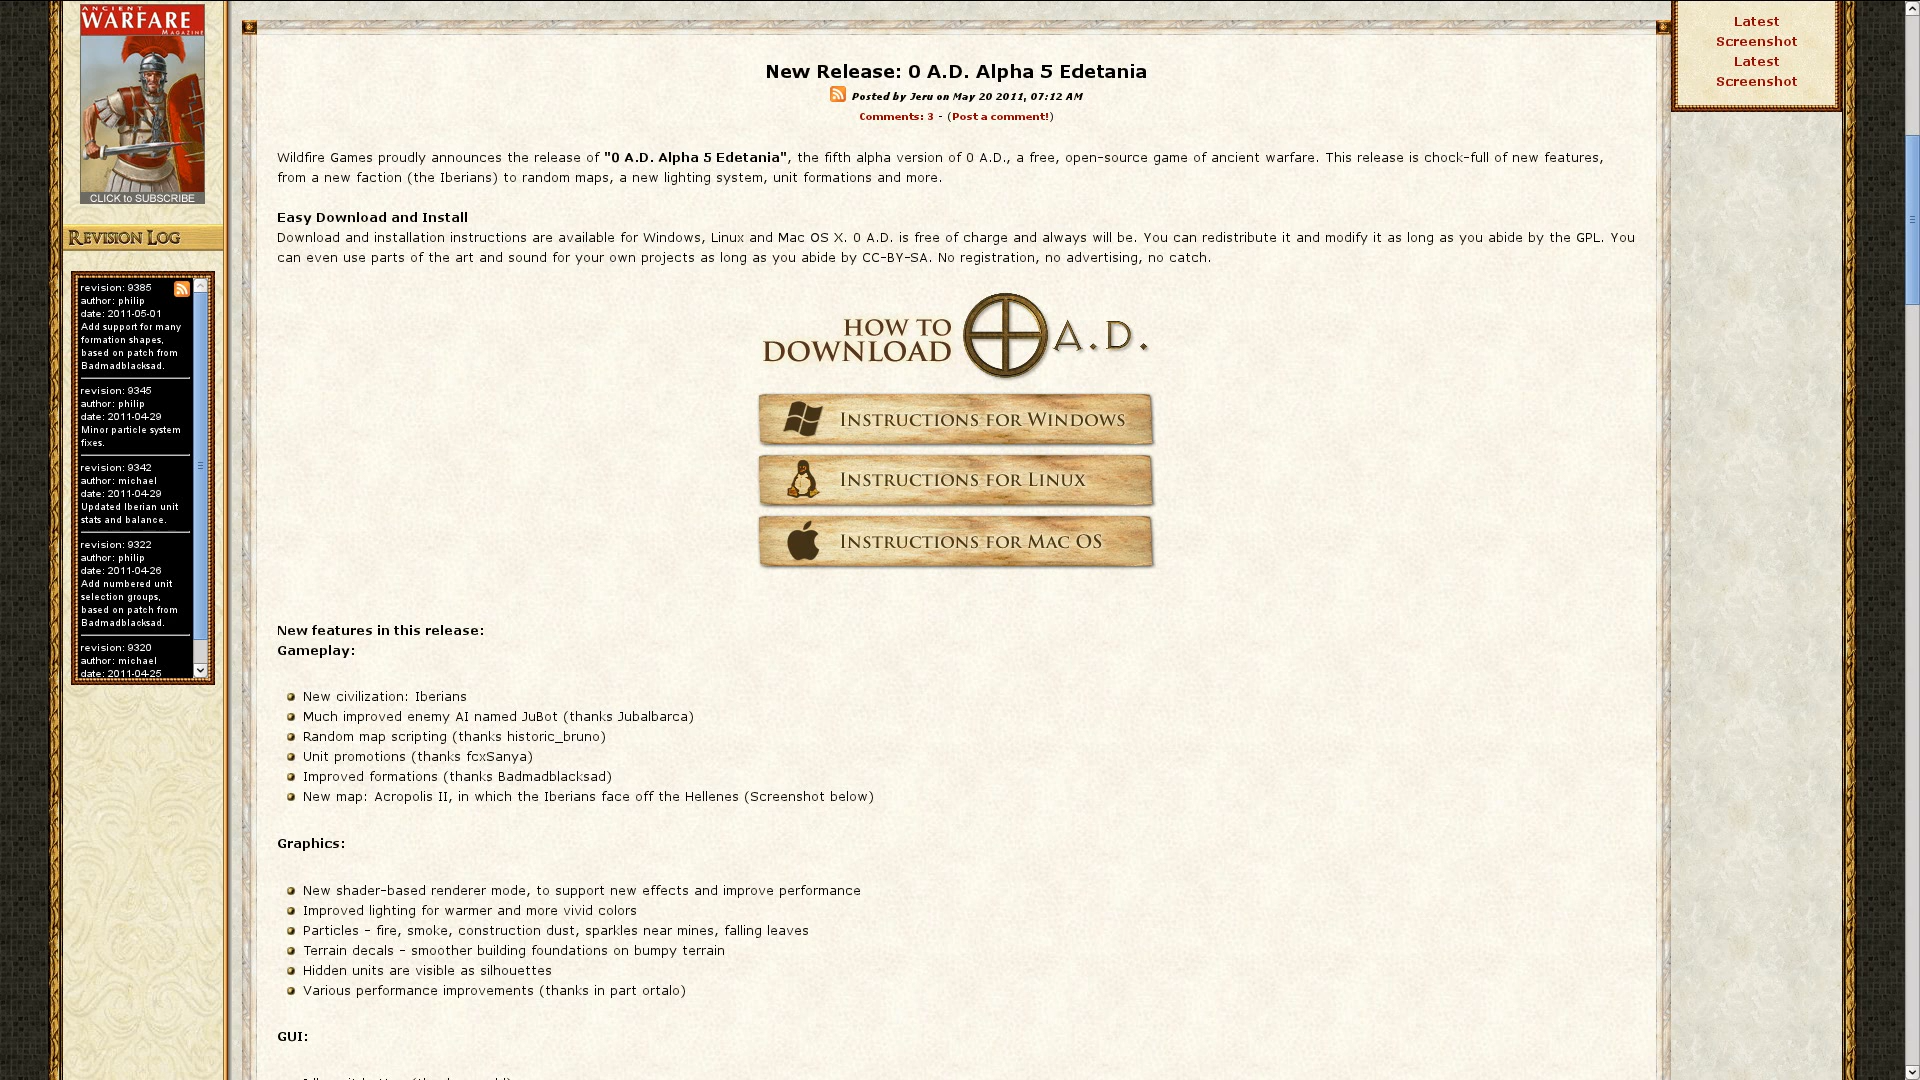 ANCIENT
WARFARE
MAGAZINE
CLICK to SUBSCRIBE
REVISION LOG
revision: 9385
author: philip
date: 2011-05-01
Add support for many
formation shapes,
based on patch from
Badmadblacksad.
revision: 9345
author: philip
date: 2011-04-29
Minor particle system
fixes.
revision: 9342
author: michael
date: 2011-04-29
Updated Iberian unit
stats and balance.
revision: 9322
author: philip
date: 2011-04-26
Add numbered unit
selection groups,
based on patch from
Badmadblacksad.
revision: 9320
author: michael
date: 2011-04-25
New Release: 0 A.D. Alpha 5 Edetania
Posted by Jeru on May 20 2011, 07:12 AM
Comments: 3 - (Post a comment!)
Wildfire Games proudly announces the release of "0 A.D. Alpha 5 Edetania", the fifth alpha version of 0 A.D., a free, open-source game of ancient warfare. This release is chock-full of new features,
from a new faction (the Iberians) to random maps, a new lighting system, unit formations and more.
Easy Download and Install
Download and installation instructions are available for Windows, Linux and Mac OS X. 0 A.D. is free of charge and always will be. You can redistribute it and modify it as long as you abide by the GPL. You
can even use parts of the art and sound for your own projects as long as you abide by CC-BY-SA. No registration, no advertising, no catch.
HOW TO
DOWNLOAD 0 A.D.
INSTRUCTIONS FOR WINDOWS
INSTRUCTIONS FOR LINUX
INSTRUCTIONS FOR MAC OS
New features in this release:
Gameplay:
New civilization: Iberians
Much improved enemy AI named JuBot (thanks Jubalbarca)
Random map scripting (thanks historic_bruno)
Unit promotions (thanks fcxSanya)
Improved formations (thanks Badmadblacksad)
New map: Acropolis II, in which the Iberians face off the Hellenes (Screenshot below)
Graphics:
New shader-based renderer mode, to support new effects and improve performance
Improved lighting for warmer and more vivid colors
Particles - fire, smoke, construction dust, sparkles near mines, falling leaves
Terrain decals - smoother building foundations on bumpy terrain
Hidden units are visible as silhouettes
Various performance improvements (thanks in part ortalo)
GUI:
Latest
Screenshot
Latest
Screenshot